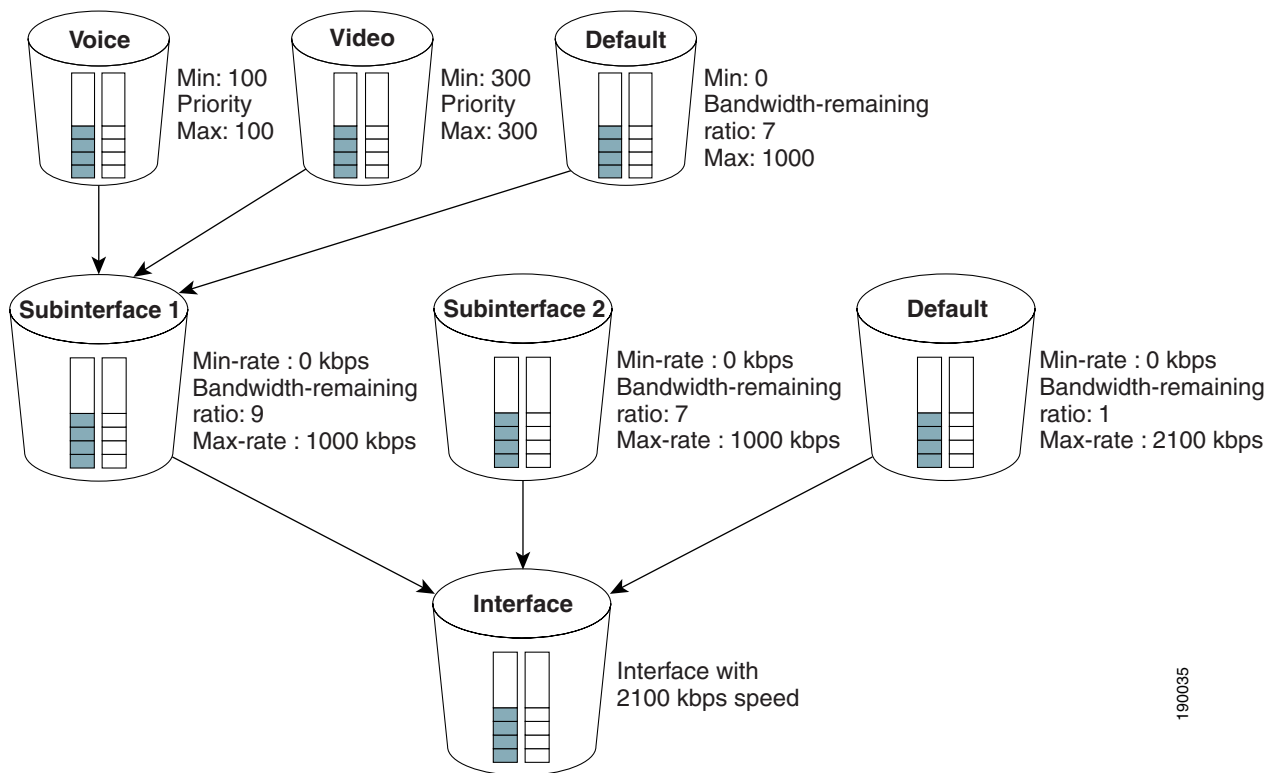 Voice
Min: 100
Priority
Max: 100
Video
Min: 300
Priority
Max: 300
Default
Min: 0
Bandwidth-remaining
ratio: 7
Max: 1000
Subinterface 1
Min-rate : 0 kbps
Bandwidth-remaining
ratio: 9
Max-rate : 1000 kbps
Subinterface 2
Min-rate : 0 kbps
Bandwidth-remaining
ratio: 7
Max-rate : 1000 kbps
Default
Min-rate : 0 kbps
Bandwidth-remaining
ratio: 1
Max-rate : 2100 kbps
Interface
Interface with
2100 kbps speed
190035